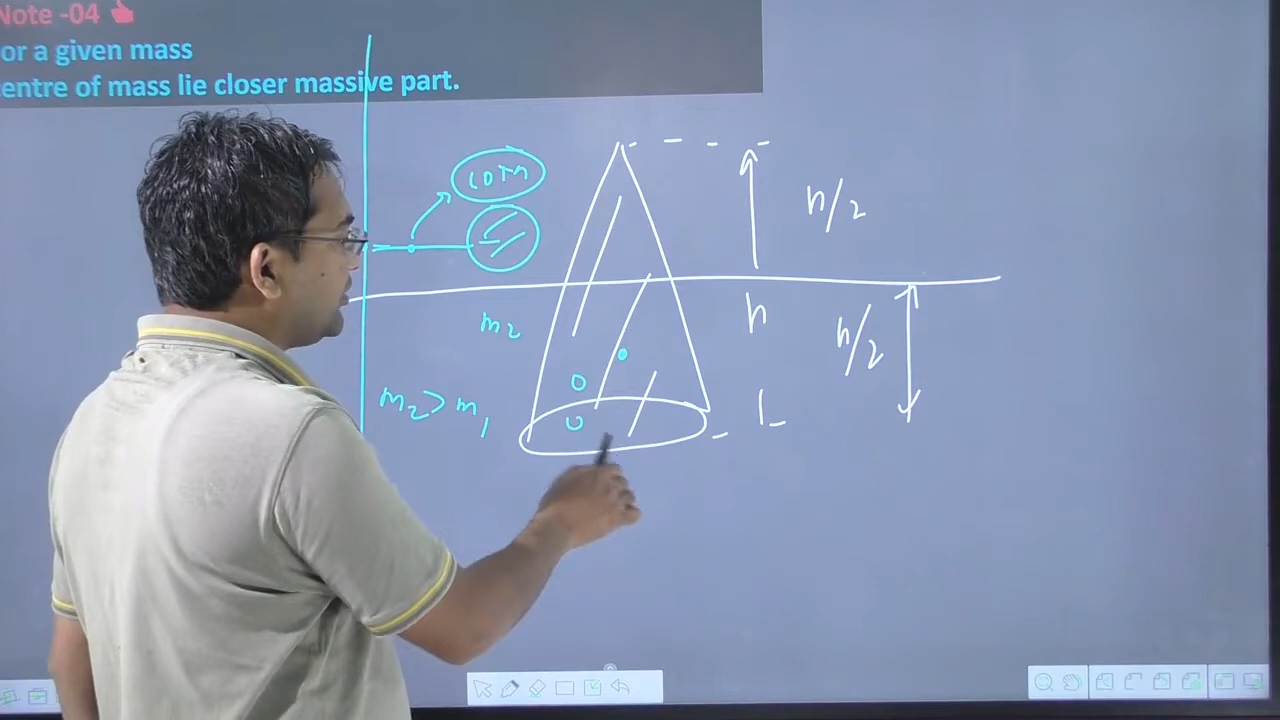 Note -04
or a given mass
entre of mass lie closer massive part.
COM
h/2
m2
h
h/2
m2 > m1